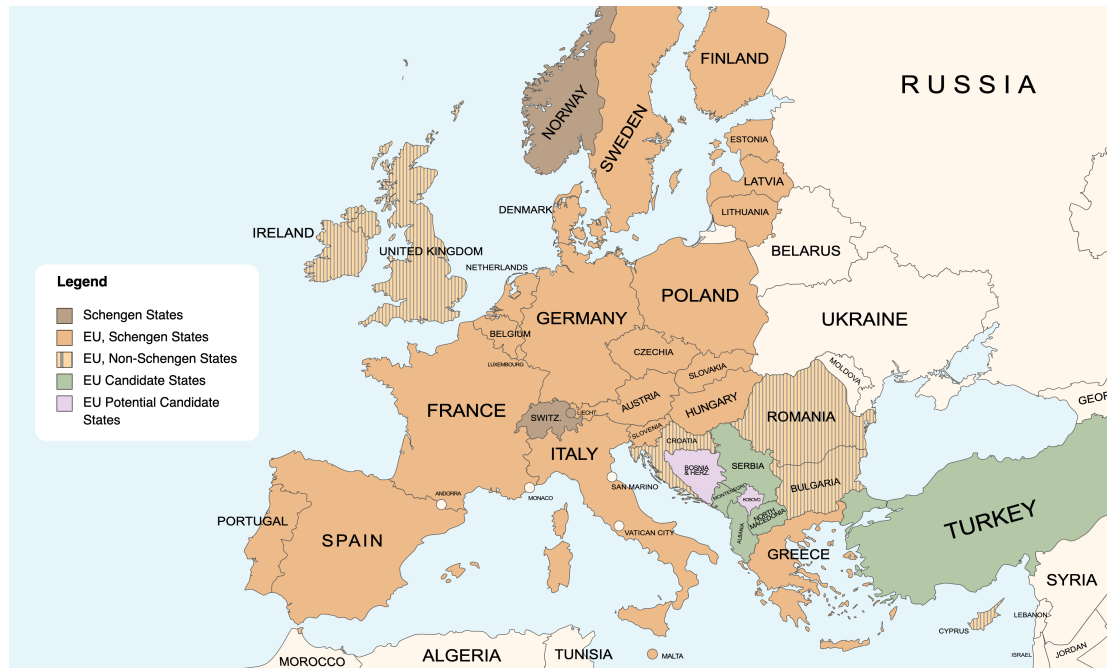 FINLAND
RUSSIA
NORWAY
SWEDEN
ESTONIA
LATVIA
DENMARK
LITHUANIA
IRELAND
UNITED KINGDOM
BELARUS
NETHERLANDS
Legend
Schengen States
EU, Schengen States
EU, Non-Schengen States
EU Candidate States
EU Potential Candidate
States
POLAND
GERMANY
UKRAINE
BELGIUM
CZECHIA
LUXEMBOURG
SLOVAKIA
MOLDOVA
AUSTRIA
HUNGARY
GEOR
FRANCE
SWITZ.
LIECHT.
ROMANIA
SLOVENIA
CROATIA
ITALY
BOSNIA
& HERZ.
SERBIA
SAN MARINO
BULGARIA
ANDORRA
MONACO
MONTENEGRO
KOSOVO
PORTUGAL
SPAIN
VATICAN CITY
ALBANIA
NORTH
MACEDONIA
TURKEY
GREECE
SYRIA
CYPRUS
LEBANON
MALTA
ISRAEL
JORDAN
MOROCCO
ALGERIA
TUNISIA